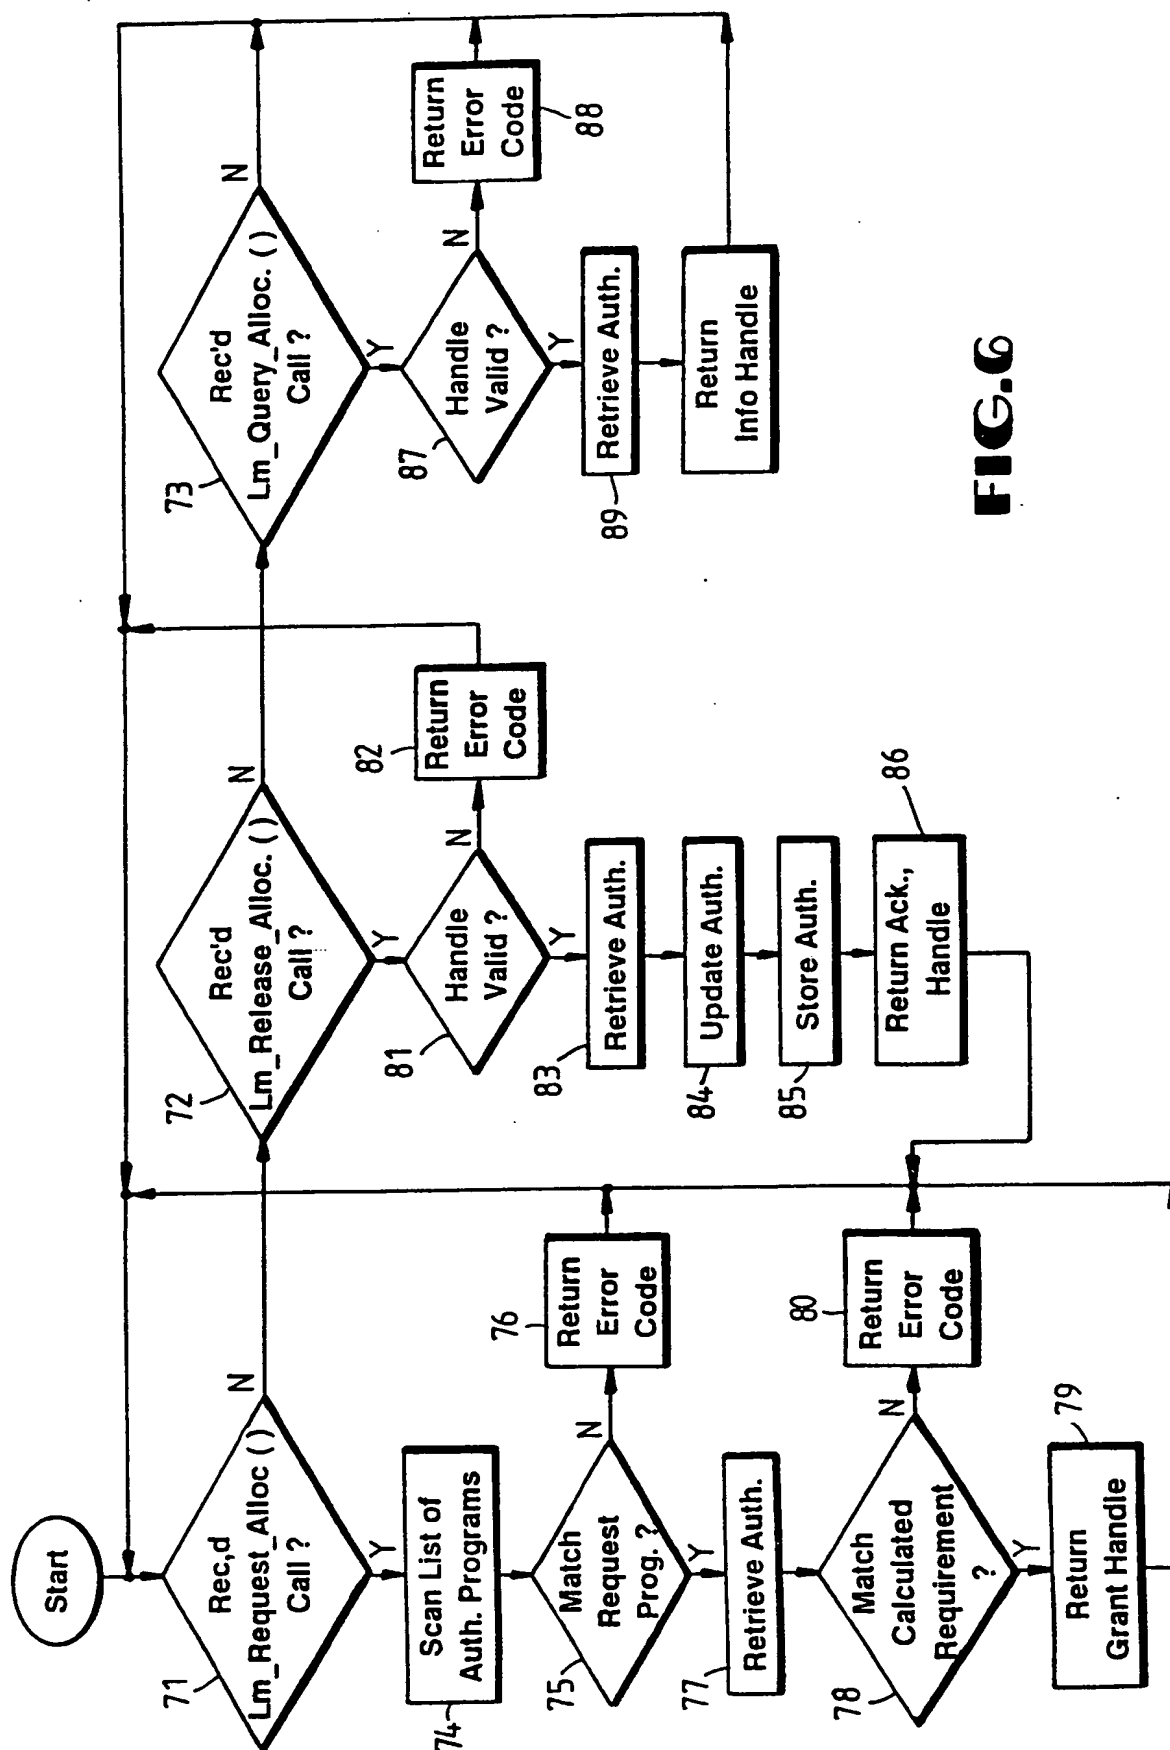 Start
71
Rec,d
Lm_Request_Alloc ( )
Call ?
N
Y
74
Scan List of
Auth. Programs
75
Match
Request
Prog. ?
N
Y
76
Return
Error
Code
77
Retrieve Auth.
78
Match
Calculated
Requirement
?
N
Y
80
Return
Error
Code
79
Return
Grant Handle
72
Rec'd
Lm_Release_Alloc. ( )
Call ?
N
Y
81
Handle
Valid ?
N
Y
82
Return
Error
Code
83
Retrieve Auth.
84
Update Auth.
85
Store Auth.
86
Return Ack.,
Handle
73
Rec'd
Lm_Query_Alloc. ( )
Call ?
N
Y
87
Handle
Valid ?
N
Y
Return
Error
Code
88
89
Retrieve Auth.
Return
Info Handle
FIG.6